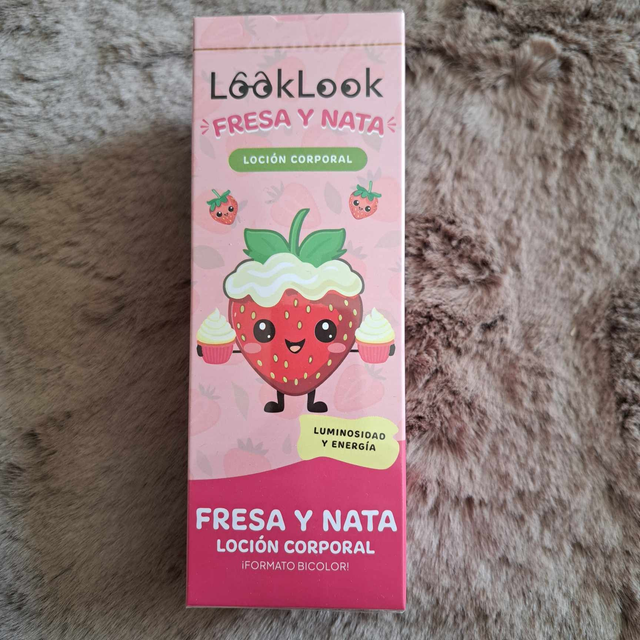 LookLook
FRESA Y NATA
LOCIÓN CORPORAL
LUMINOSIDAD
Y ENERGÍA
FRESA Y NATA
LOCIÓN CORPORAL
¡FORMATO BICOLOR!